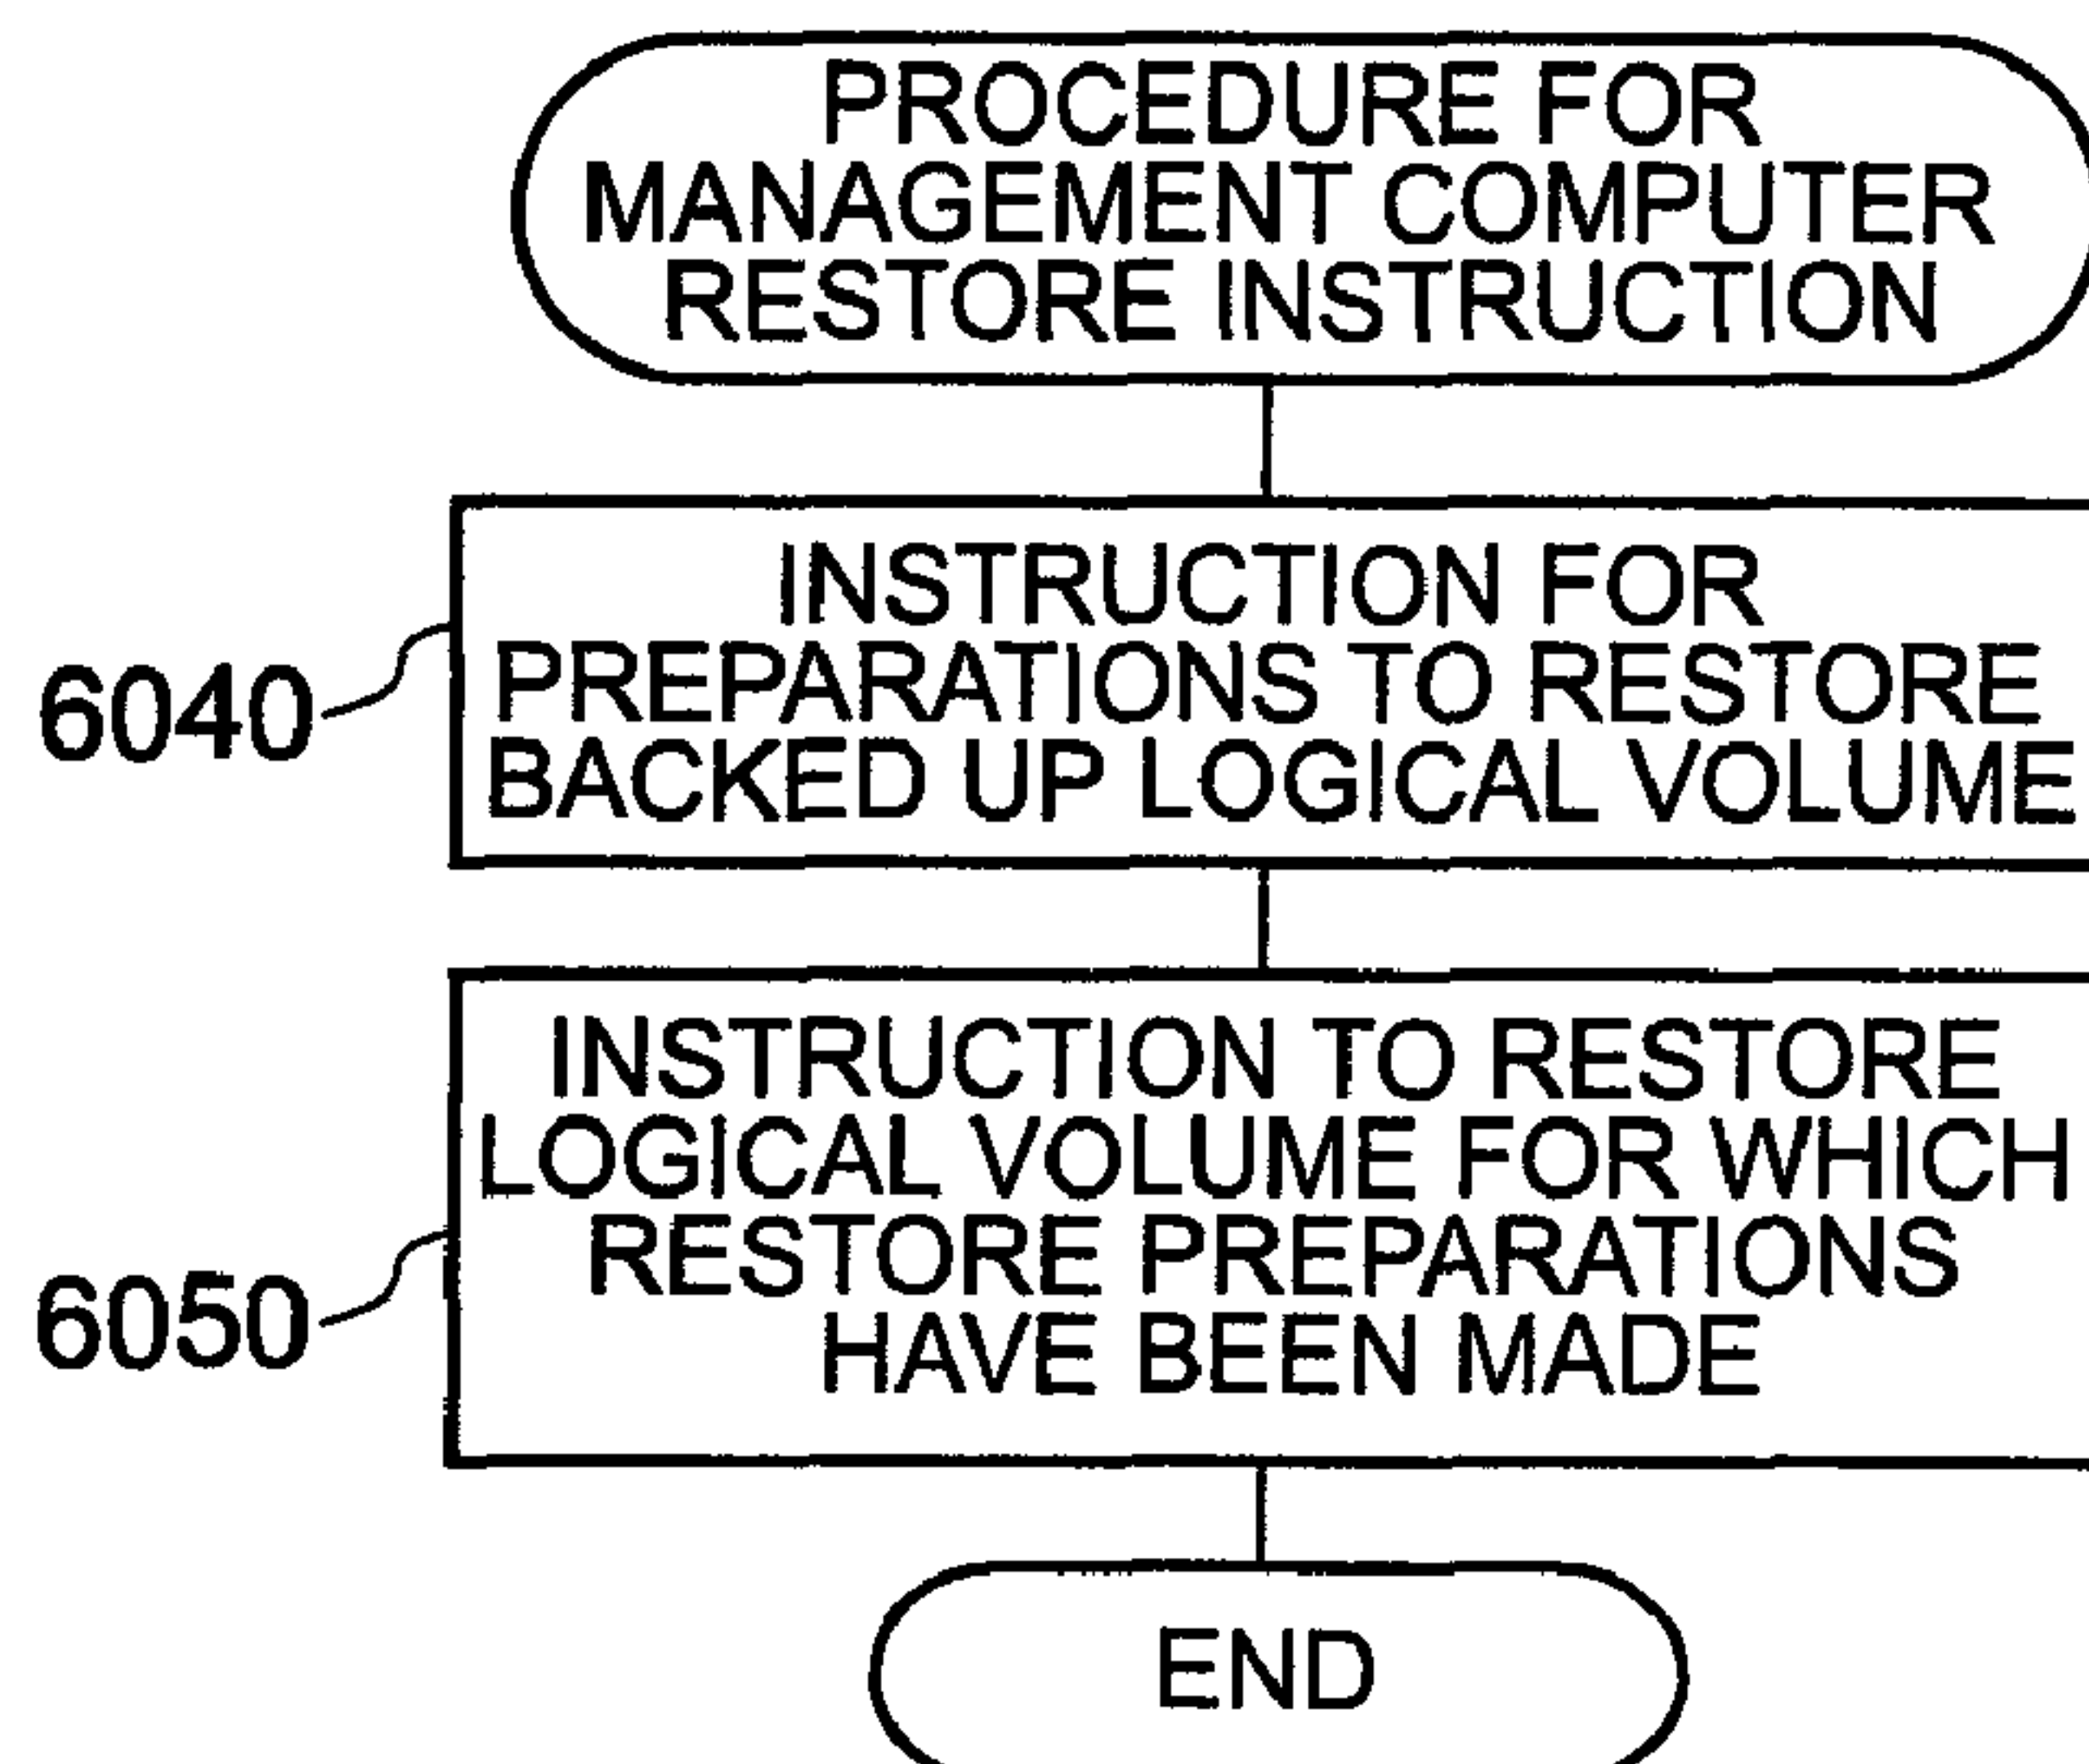 PROCEDURE FOR
MANAGEMENT COMPUTER
RESTORE INSTRUCTION
6040
INSTRUCTION FOR
PREPARATIONS TO RESTORE
BACKED UP LOGICAL VOLUME
6050
INSTRUCTION TO RESTORE
LOGICAL VOLUME FOR WHICH
RESTORE PREPARATIONS
HAVE BEEN MADE
END